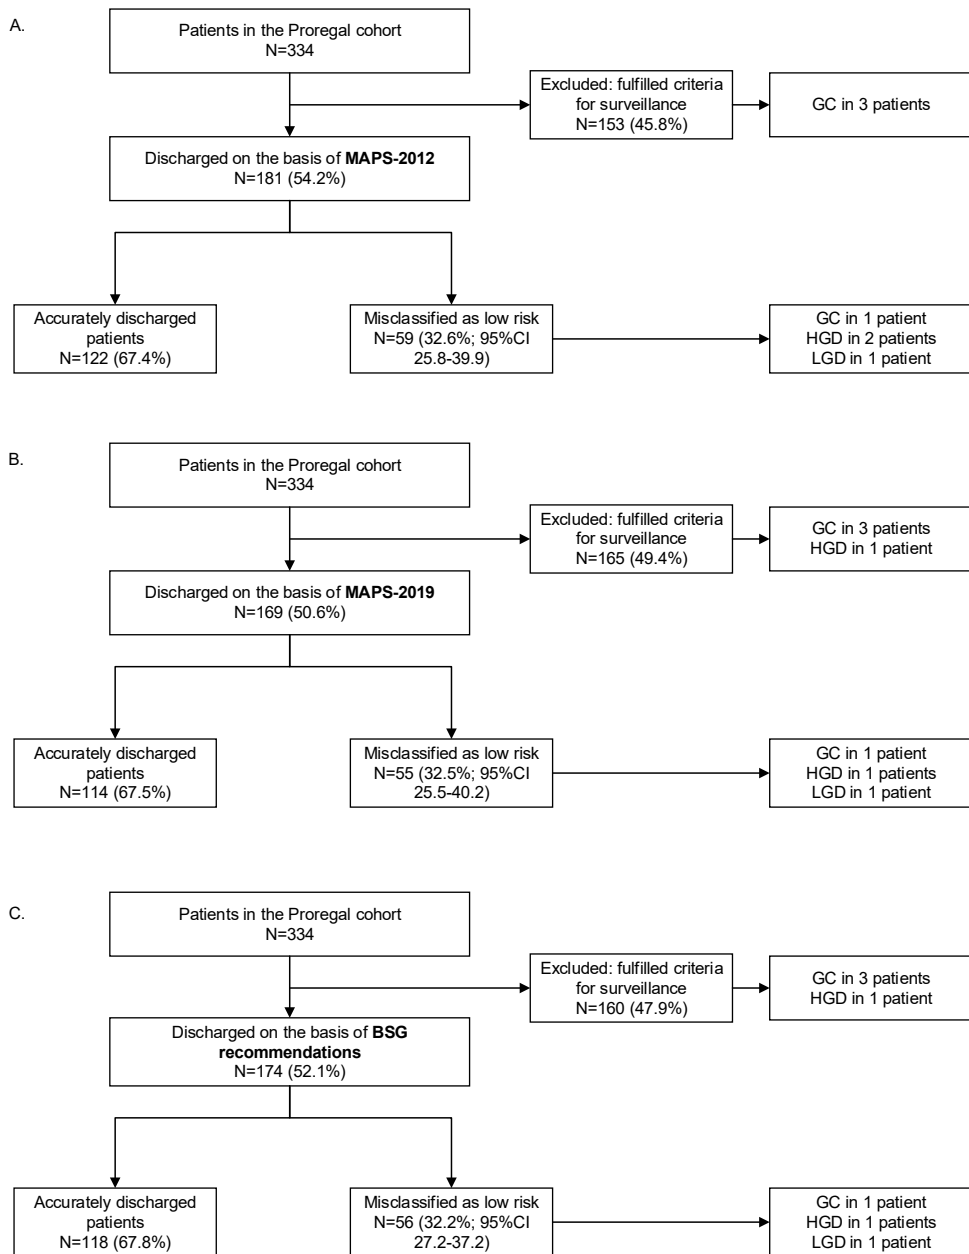 A.
Patients in the Proregal cohort
N=334
Excluded: fulfilled criteria
for surveillance
N=153 (45.8%)
GC in 3 patients
Discharged on the basis of MAPS-2012
N=181 (54.2%)
Accurately discharged
patients
N=122 (67.4%)
Misclassified as low risk
N=59 (32.6%; 95%CI
25.8-39.9)
GC in 1 patient
HGD in 2 patients
LGD in 1 patient
B.
Patients in the Proregal cohort
N=334
Excluded: fulfilled criteria
for surveillance
N=165 (49.4%)
GC in 3 patients
HGD in 1 patient
Discharged on the basis of MAPS-2019
N=169 (50.6%)
Accurately discharged
patients
N=114 (67.5%)
Misclassified as low risk
N=55 (32.5%; 95%CI
25.5-40.2)
GC in 1 patient
HGD in 1 patients
LGD in 1 patient
C.
Patients in the Proregal cohort
N=334
Excluded: fulfilled criteria
for surveillance
N=160 (47.9%)
GC in 3 patients
HGD in 1 patient
Discharged on the basis of BSG
recommendations
N=174 (52.1%)
Accurately discharged
patients
N=118 (67.8%)
Misclassified as low risk
N=56 (32.2%; 95%CI
27.2-37.2)
GC in 1 patient
HGD in 1 patients
LGD in 1 patient